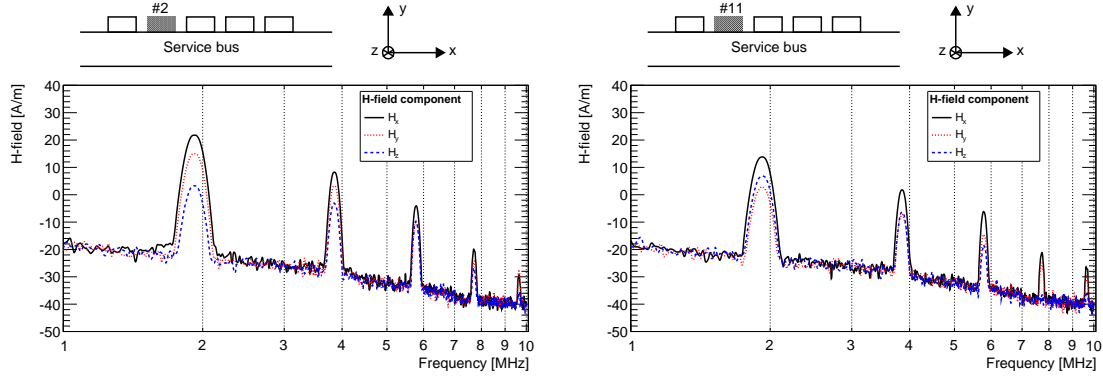 #2
y
Service bus
z
x
H-field [A/m]
40
30
20
10
0
-10
-20
-30
-40
-50
H-field component
Hx
Hy
Hz
1
2
3
4
5
6
7
8
9
10
Frequency [MHz]
#11
y
Service bus
z
x
H-field [A/m]
40
30
20
10
0
-10
-20
-30
-40
-50
H-field component
Hx
Hy
Hz
1
2
3
4
5
6
7
8
9
10
Frequency [MHz]